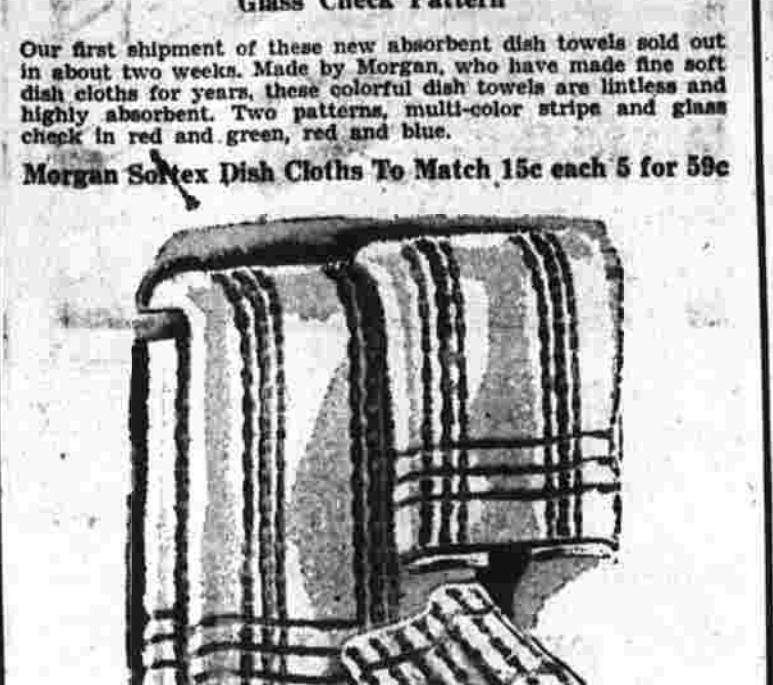 Glass Check Pattern
Our first shipment of these new absorbent dish towels sold out
in about two weeks. Made by Morgan, who have made fine soft
dish cloths for years, these colorful dish towels are lintless and
highly absorbent. Two patterns, multi-color stripe and glass
check in red and green, red and blue.
Morgan Softex Dish Cloths To Match 15c each 5 for 59c